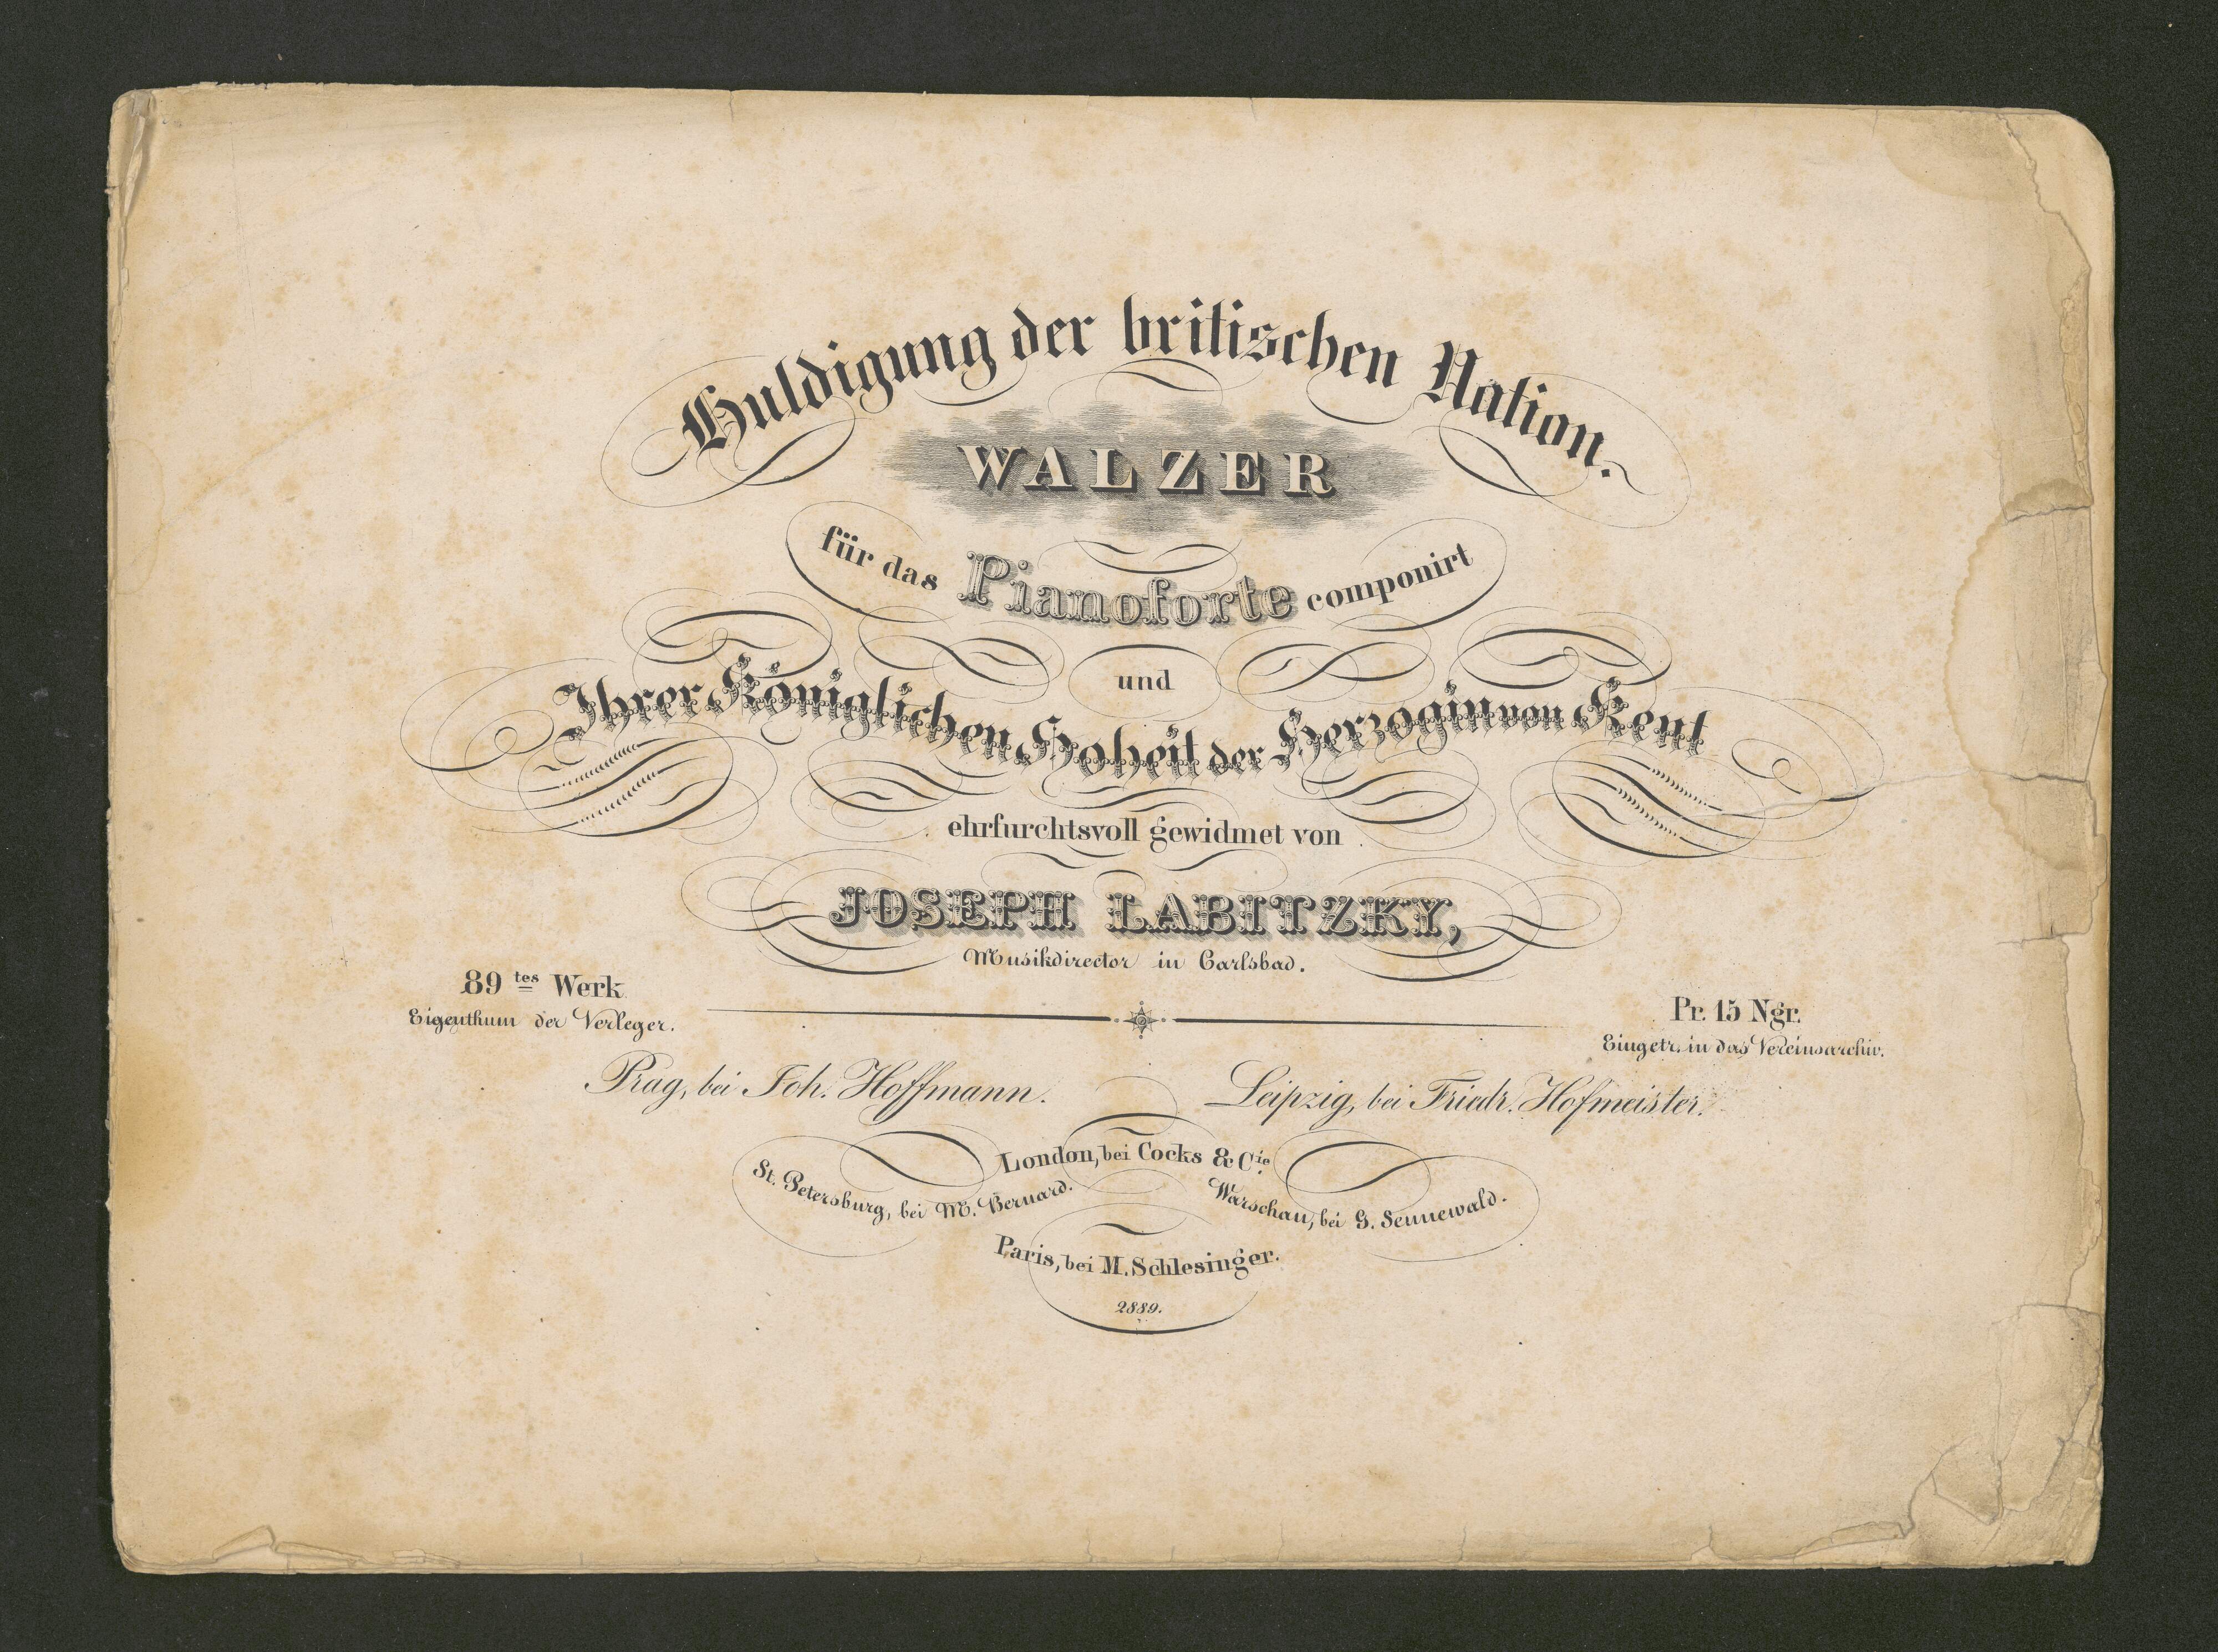 Huldigung der britischen Nation.
WALZER
für das Pianoforte componirt
und
Ihrer Königlichen Hoheit der Herzogin von Kent
ehrfurchtsvoll gewidmet von
JOSEPH LABITZKY,
Musikdirector in Carlsbad.
89tes Werk
Eigenthum der Verleger.
Pr. 15 Ngr.
Eingetr. in das Vereinsarchiv.
Prag, bei Joh. Hoffmann.
Leipzig, bei Friedr. Hofmeister.
London, bei Cocks & Cie
St. Petersburg, bei M. Bernard.
Warschau, bei G. Sennewald.
Paris, bei M. Schlesinger.
2889.